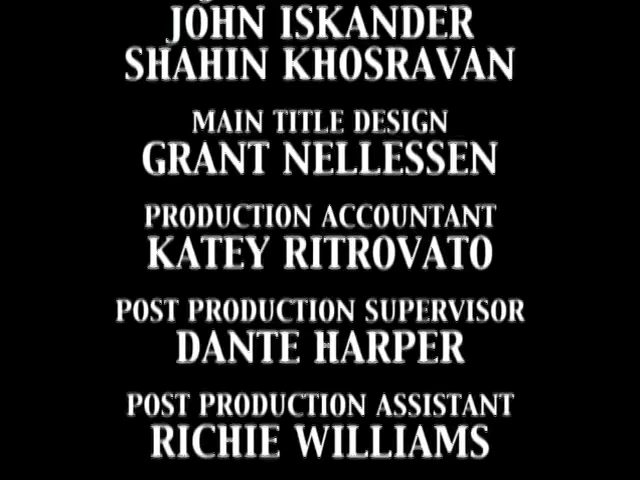 JOHN ISKANDER
SHAHIN KHOSRAVAN
MAIN TITLE DESIGN
GRANT NELLESSEN
PRODUCTION ACCOUNTANT
KATEY RITROVATO
POST PRODUCTION SUPERVISOR
DANTE HARPER
POST PRODUCTION ASSISTANT
RICHIE WILLIAMS